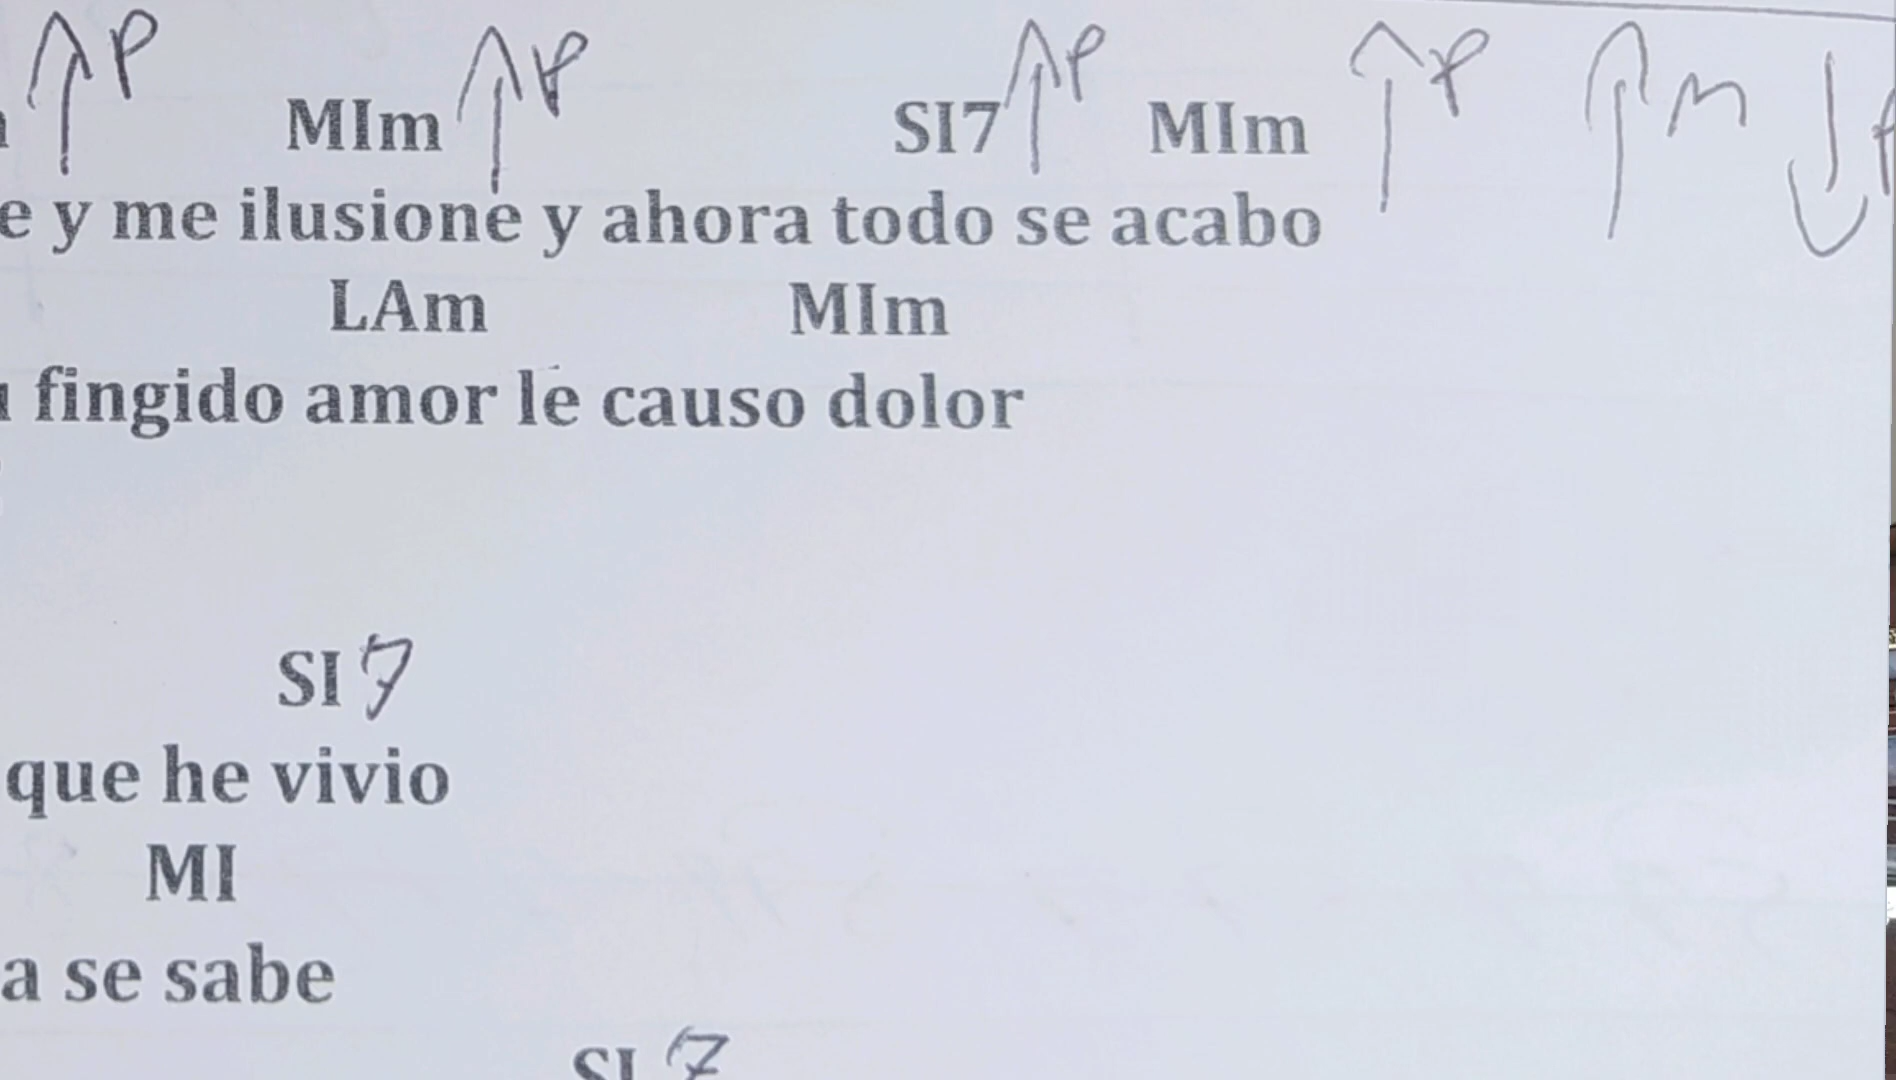 ↑ P MIm ↑ P SI7 ↑ P MIm ↑ P ↑ m ↓
e y me ilusione y ahora todo se acabo
LAm MIm
fingido amor le causo dolor
SI7
que he vivio
MI
a se sabe
SI7